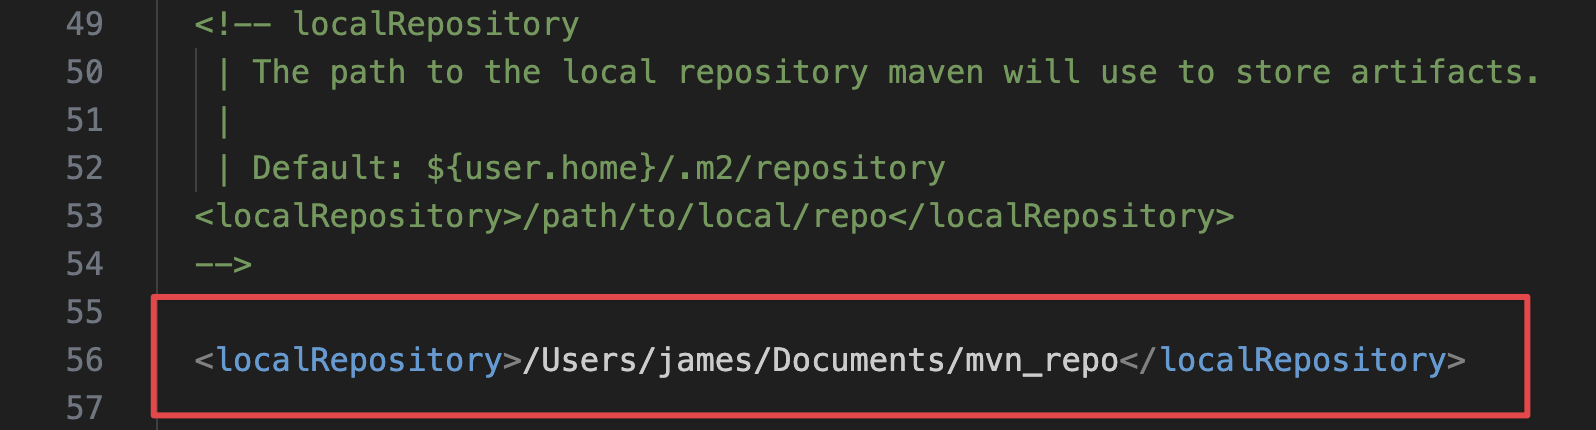 49 <!-- localRepository
50 | The path to the local repository maven will use to store artifacts.
51 |
52 | Default: ${user.home}/.m2/repository
53 <localRepository>/path/to/local/repo</localRepository>
54 -->
55
56 <localRepository>/Users/james/Documents/mvn_repo</localRepository>
57